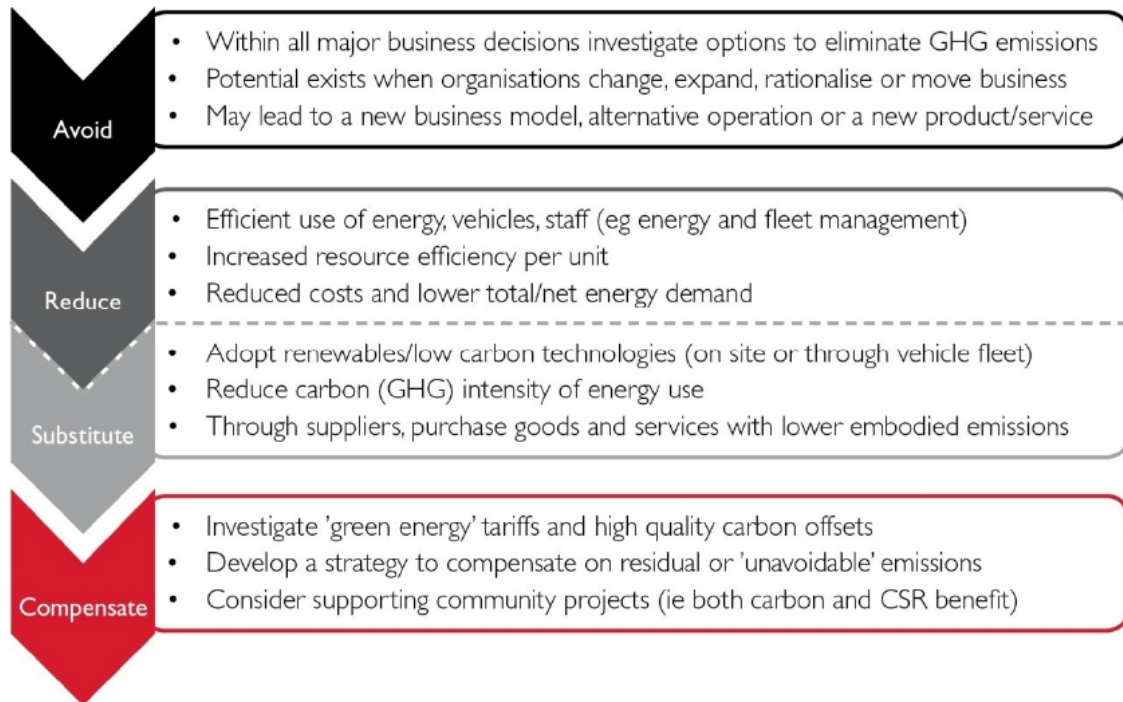 Avoid
• Within all major business decisions investigate options to eliminate GHG emissions
• Potential exists when organisations change, expand, rationalise or move business
• May lead to a new business model, alternative operation or a new product/service
Reduce
• Efficient use of energy, vehicles, staff (eg energy and fleet management)
• Increased resource efficiency per unit
• Reduced costs and lower total/net energy demand
Substitute
• Adopt renewables/low carbon technologies (on site or through vehicle fleet)
• Reduce carbon (GHG) intensity of energy use
• Through suppliers, purchase goods and services with lower embodied emissions
Compensate
• Investigate 'green energy' tariffs and high quality carbon offsets
• Develop a strategy to compensate on residual or 'unavoidable' emissions
• Consider supporting community projects (ie both carbon and CSR benefit)